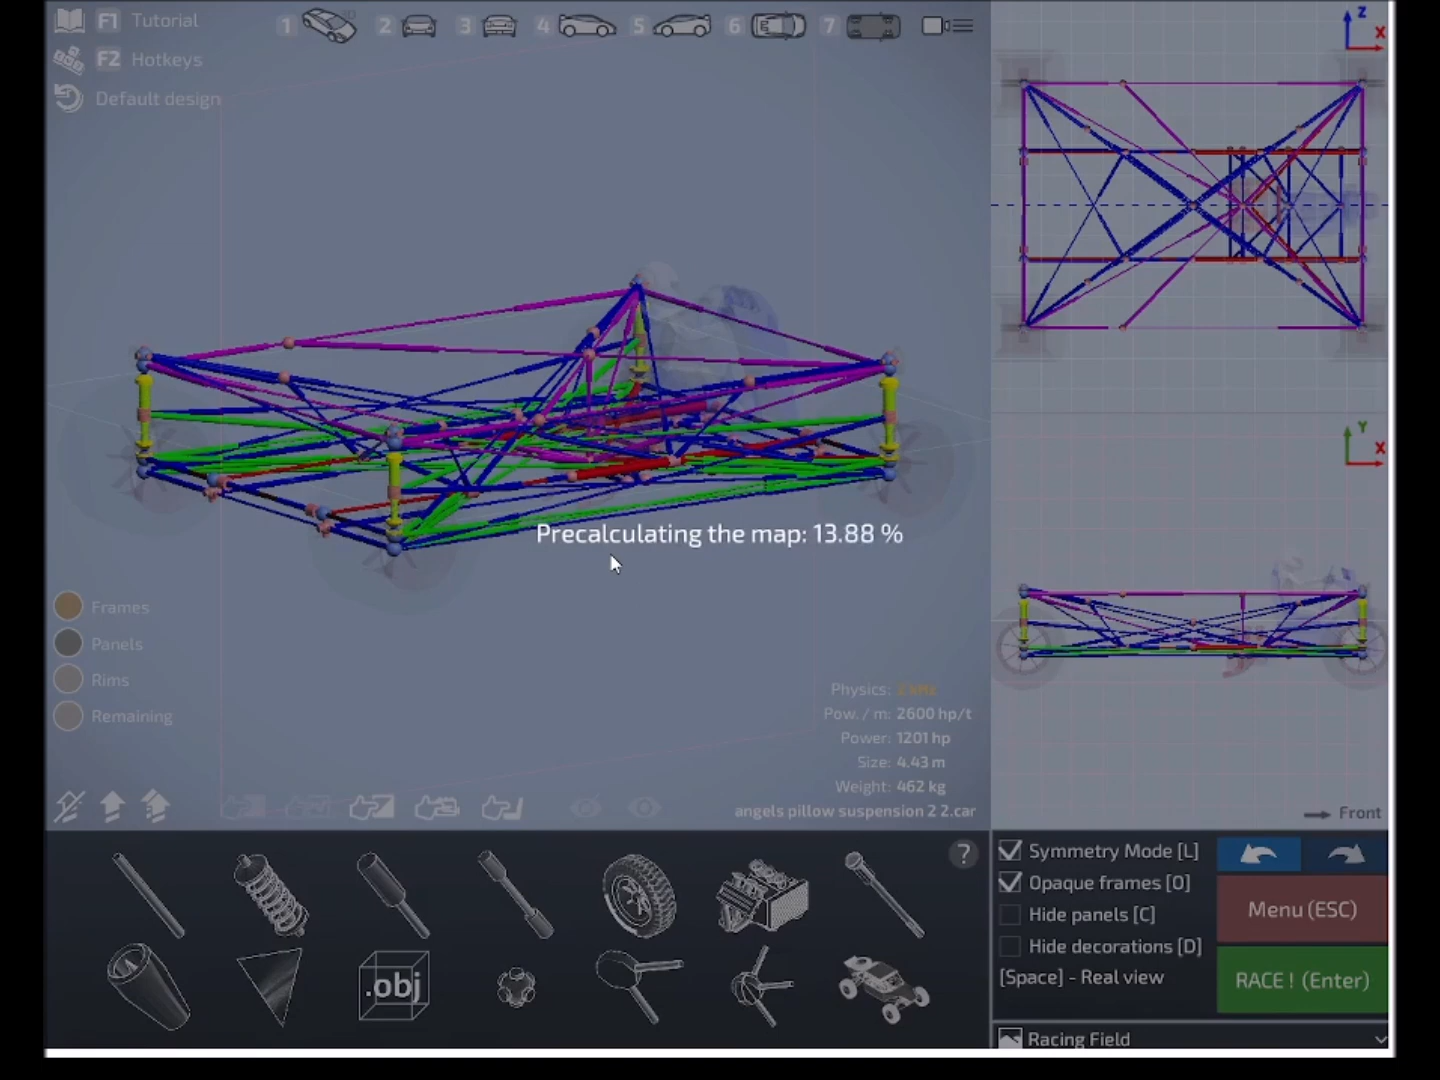 F1 Tutorial
F2 Hotkeys
Default design
1 2 3 4 5 6 7
Z
X
Y
X
Precalculating the map: 13.88 %
Frames
Panels
Rims
Remaining
Physics: 2 kHz
Pow. / m: 2600 hp/t
Power: 1201 hp
Size: 4.43 m
Weight: 462 kg
angels pillow suspension 2 2.car
Front
?
.obj
Symmetry Mode [L]
Opaque frames [O]
Hide panels [C]
Hide decorations [D]
[Space] - Real view
Menu (ESC)
RACE ! (Enter)
Racing Field